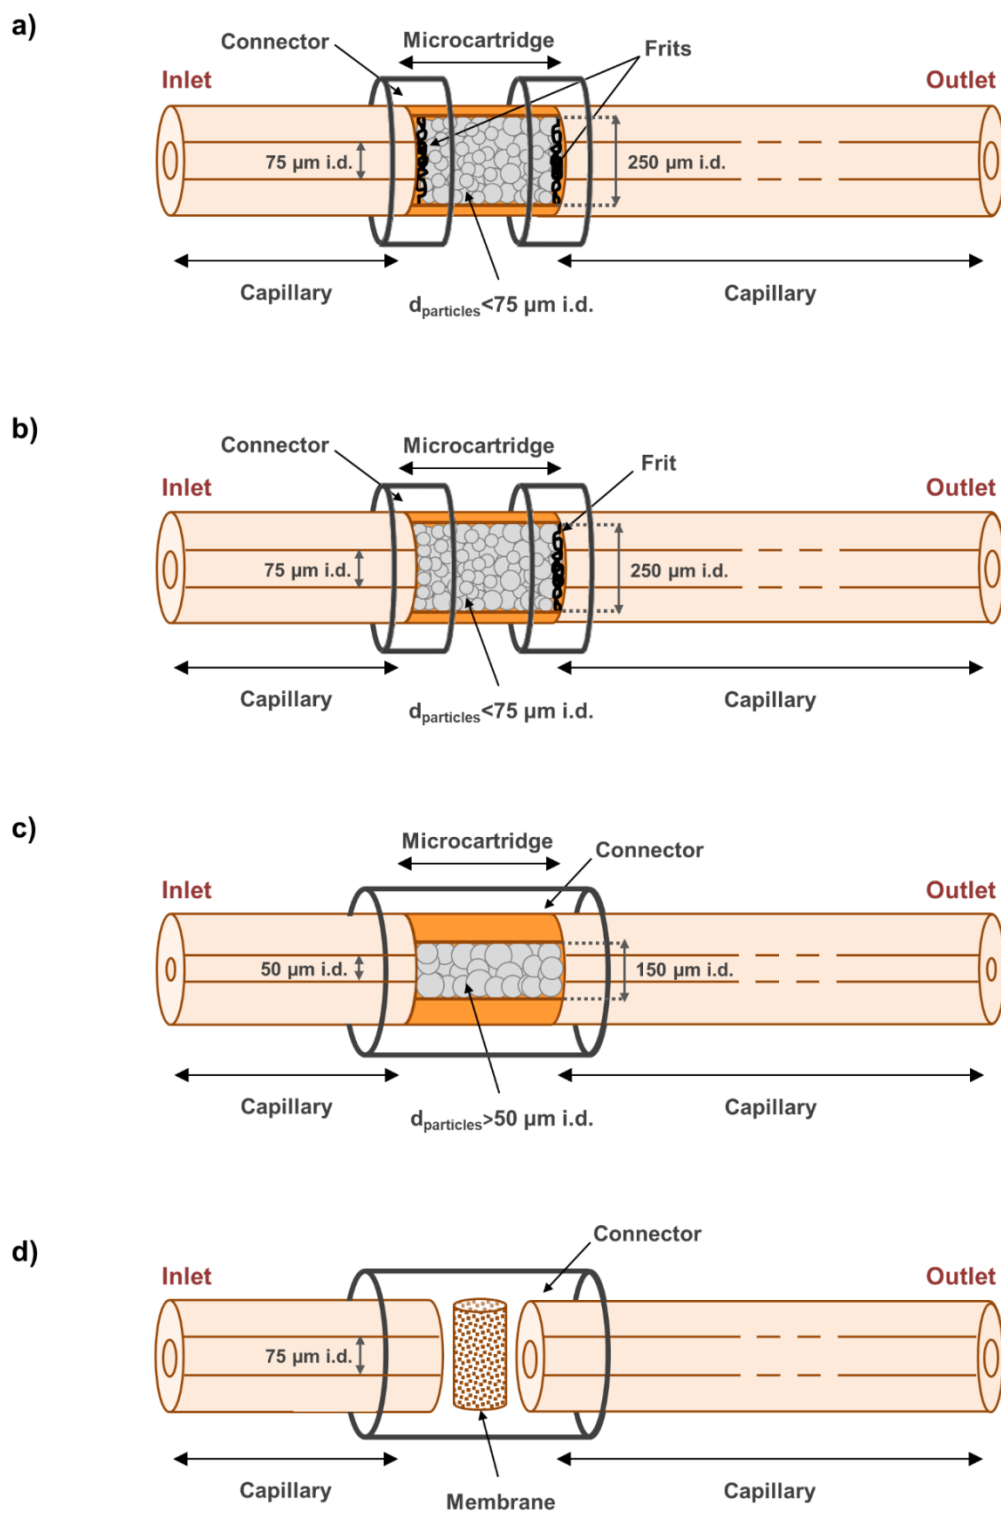 a)
Connector
Microcartridge
Frits
Inlet
Outlet
75 µm i.d.
250 µm i.d.
Capillary
Capillary
dparticles<75 µm i.d.
b)
Connector
Microcartridge
Frit
Inlet
Outlet
75 µm i.d.
250 µm i.d.
Capillary
Capillary
dparticles<75 µm i.d.
c)
Microcartridge
Connector
Inlet
Outlet
50 µm i.d.
150 µm i.d.
Capillary
Capillary
dparticles>50 µm i.d.
d)
Connector
Inlet
Outlet
75 µm i.d.
Capillary
Capillary
Membrane